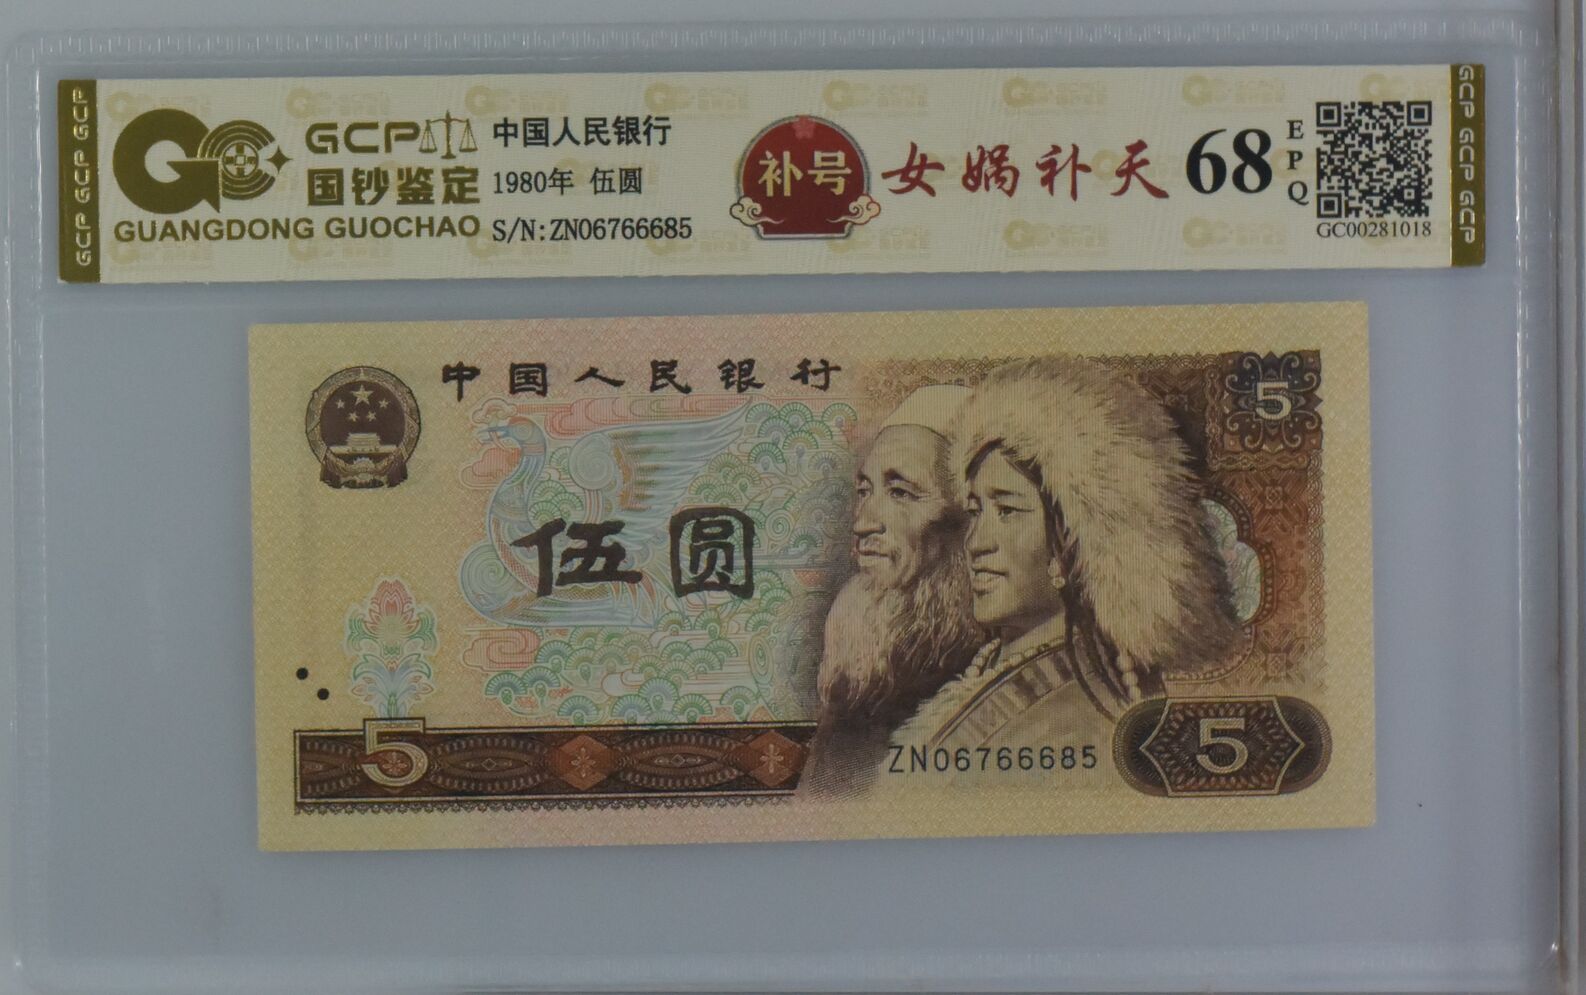 GCP GCP GCP
GCP
国钞鉴定
GUANGDONG GUOCHAO
中国人民银行
1980年 伍圆
S/N:ZN06766685
补号
女娲补天
68
EPQ
GC00281018
GCP GCP GCP
中国人民银行
5
伍圆
5
ZN06766685
5